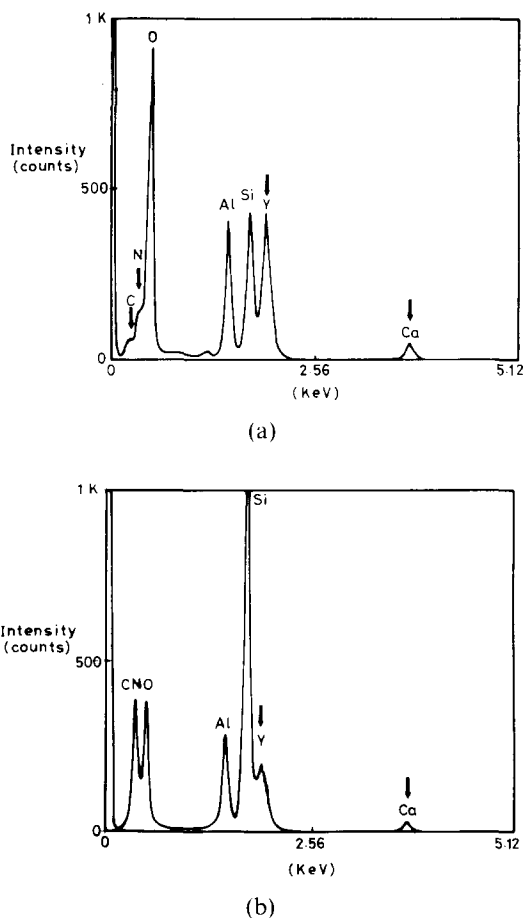 1 K
O
Intensity
(counts)
Al Si Y
500
N
C
Ca
0
0 2·56 5·12
(KeV)
(a)
1 K
Si
Intensity
(counts)
500
CNO
Al
Y
Ca
0
0 2·56 5·12
(KeV)
(b)